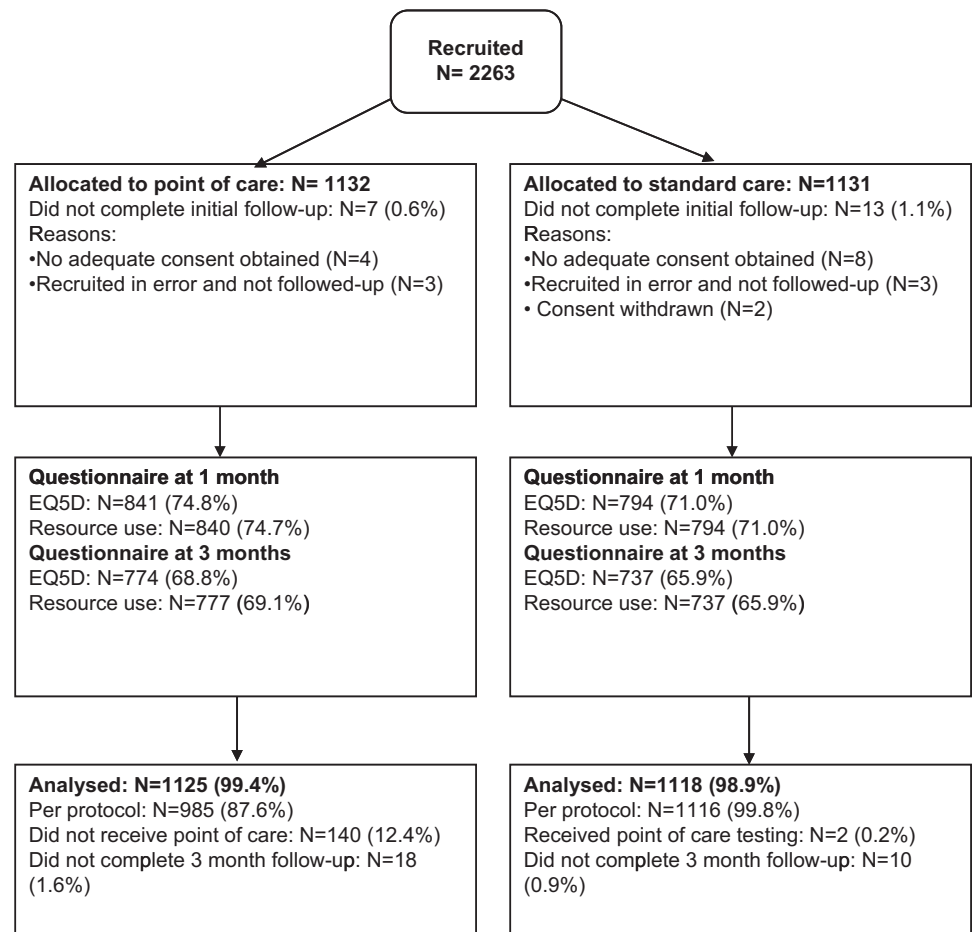 Recruited
N= 2263
Allocated to point of care: N= 1132
Did not complete initial follow-up: N=7 (0.6%)
Reasons:
•No adequate consent obtained (N=4)
•Recruited in error and not followed-up (N=3)
Allocated to standard care: N=1131
Did not complete initial follow-up: N=13 (1.1%)
Reasons:
•No adequate consent obtained (N=8)
•Recruited in error and not followed-up (N=3)
• Consent withdrawn (N=2)
Questionnaire at 1 month
EQ5D: N=841 (74.8%)
Resource use: N=840 (74.7%)
Questionnaire at 3 months
EQ5D: N=774 (68.8%)
Resource use: N=777 (69.1%)
Questionnaire at 1 month
EQ5D: N=794 (71.0%)
Resource use: N=794 (71.0%)
Questionnaire at 3 months
EQ5D: N=737 (65.9%)
Resource use: N=737 (65.9%)
Analysed: N=1125 (99.4%)
Per protocol: N=985 (87.6%)
Did not receive point of care: N=140 (12.4%)
Did not complete 3 month follow-up: N=18
(1.6%)
Analysed: N=1118 (98.9%)
Per protocol: N=1116 (99.8%)
Received point of care testing: N=2 (0.2%)
Did not complete 3 month follow-up: N=10
(0.9%)